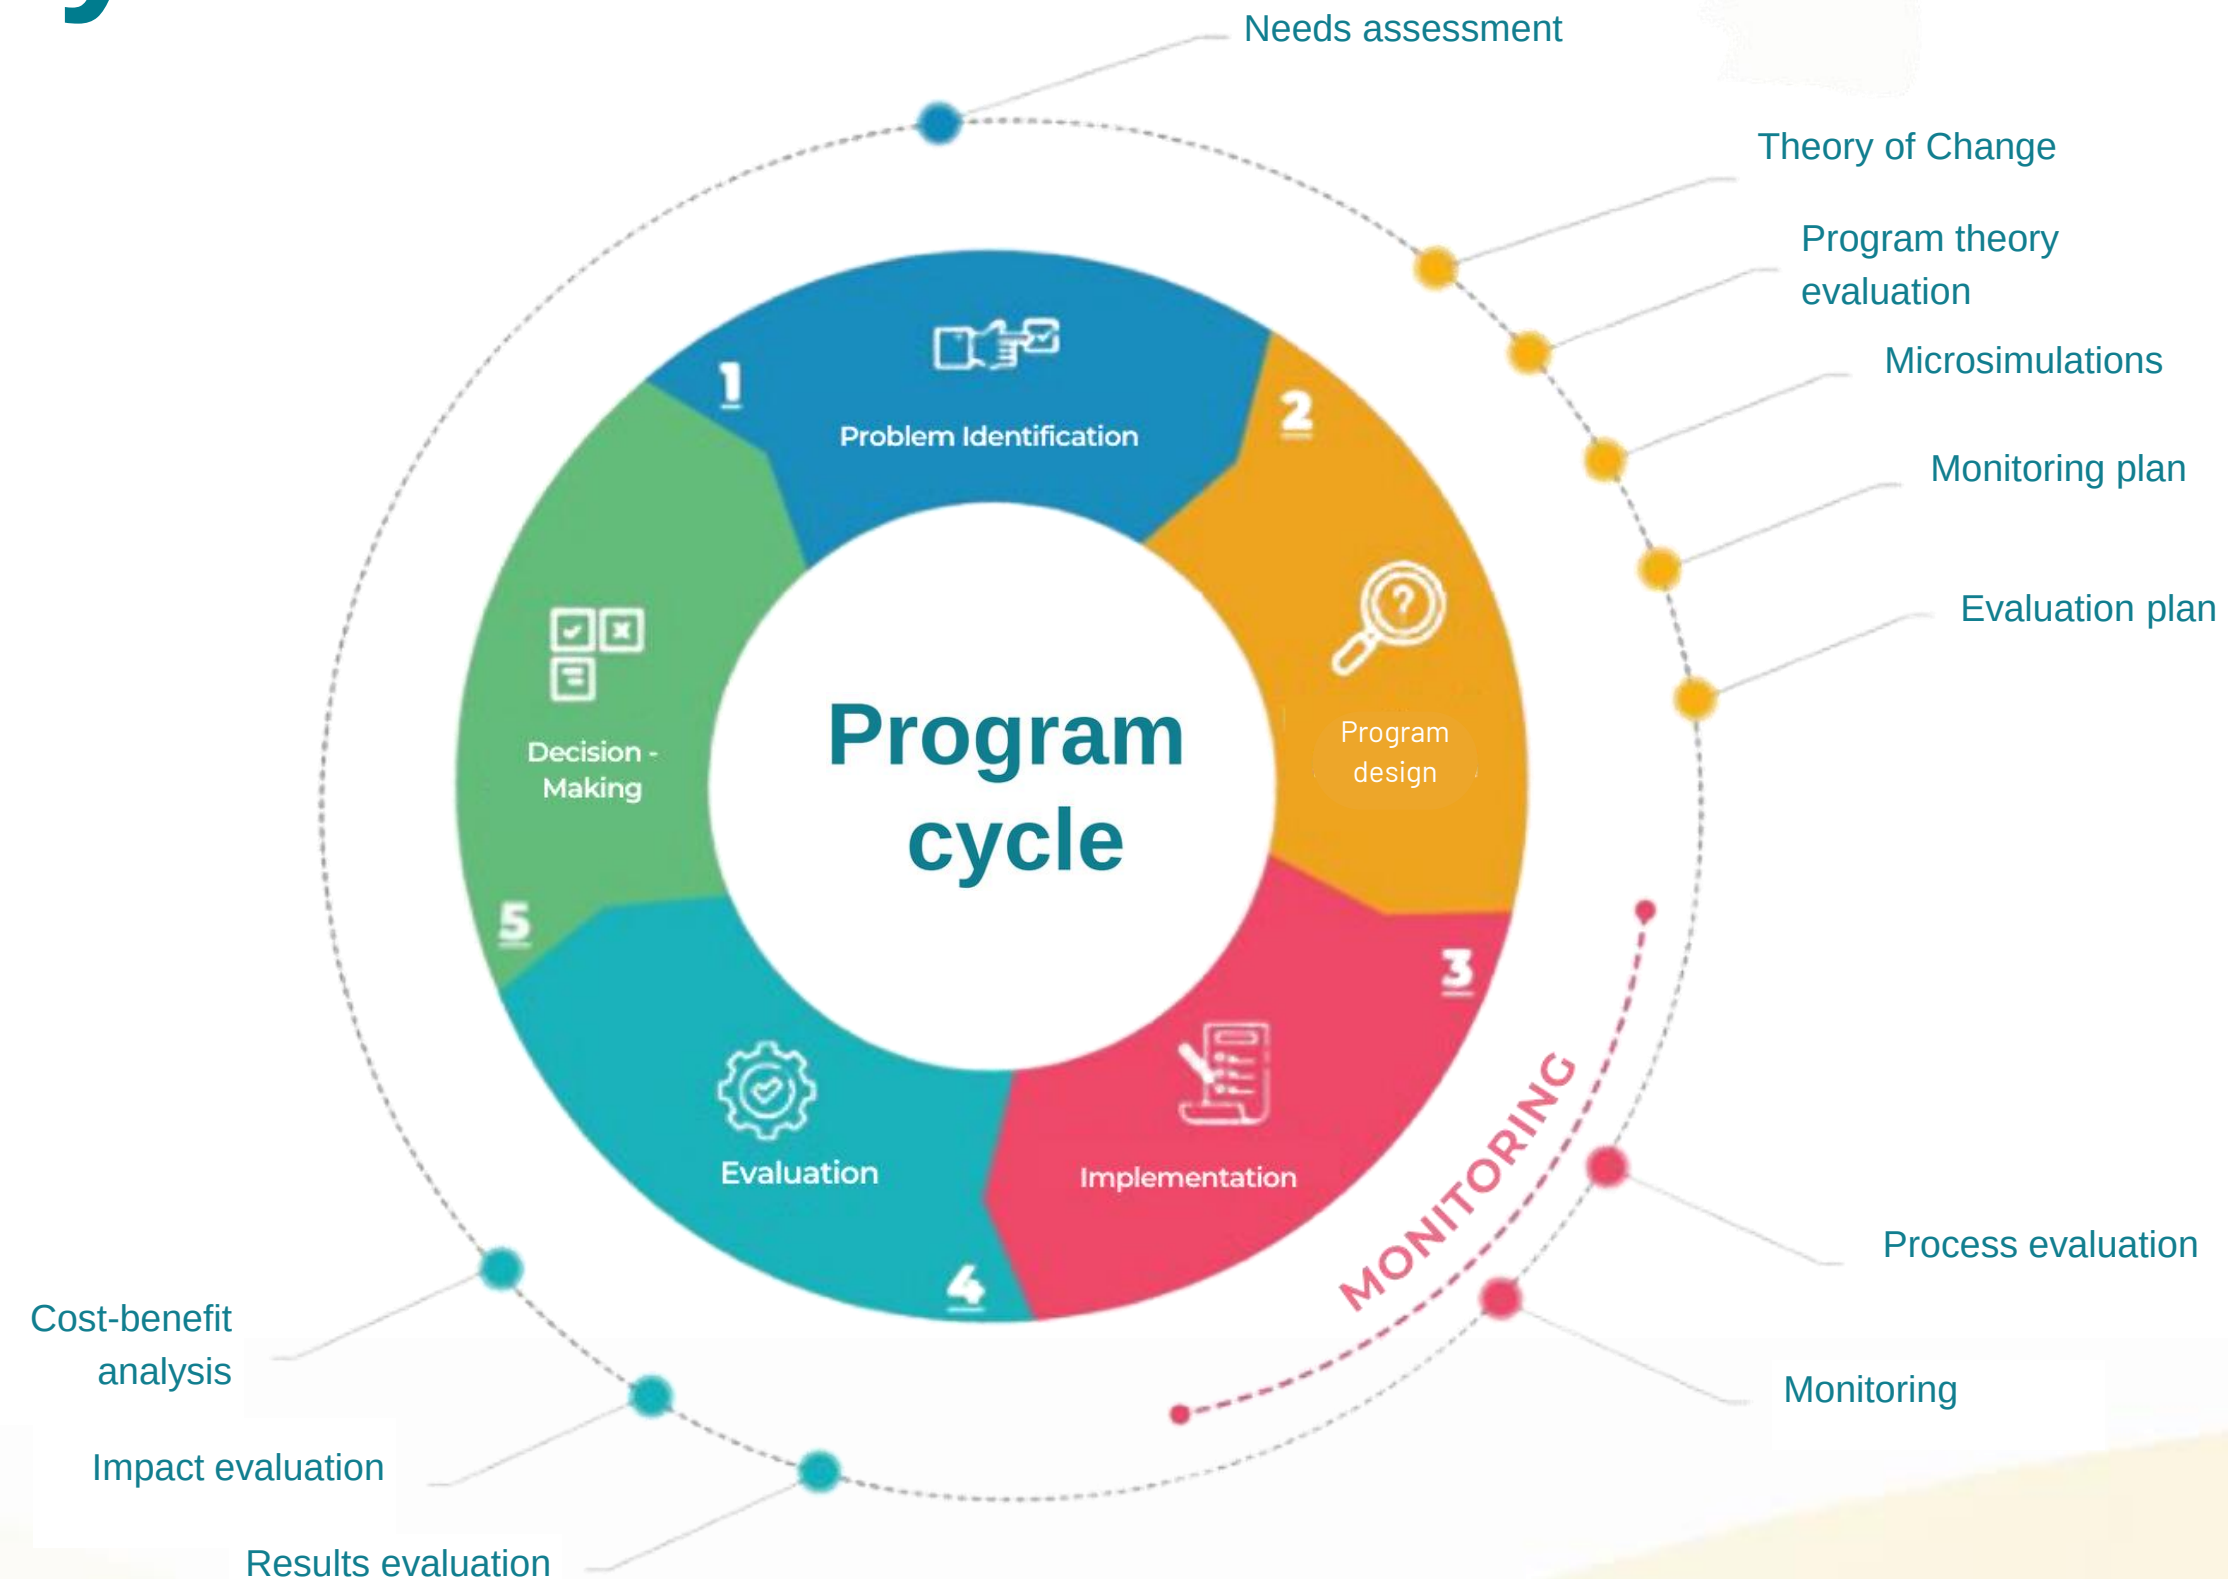 Needs assessment
Theory of Change
Program theory
evaluation
Microsimulations
Monitoring plan
Evaluation plan
1
Problem Identification
2
Program
design
3
Implementation
4
Evaluation
5
Decision -
Making
Program
cycle
MONITORING
Process evaluation
Monitoring
Cost-benefit
analysis
Impact evaluation
Results evaluation